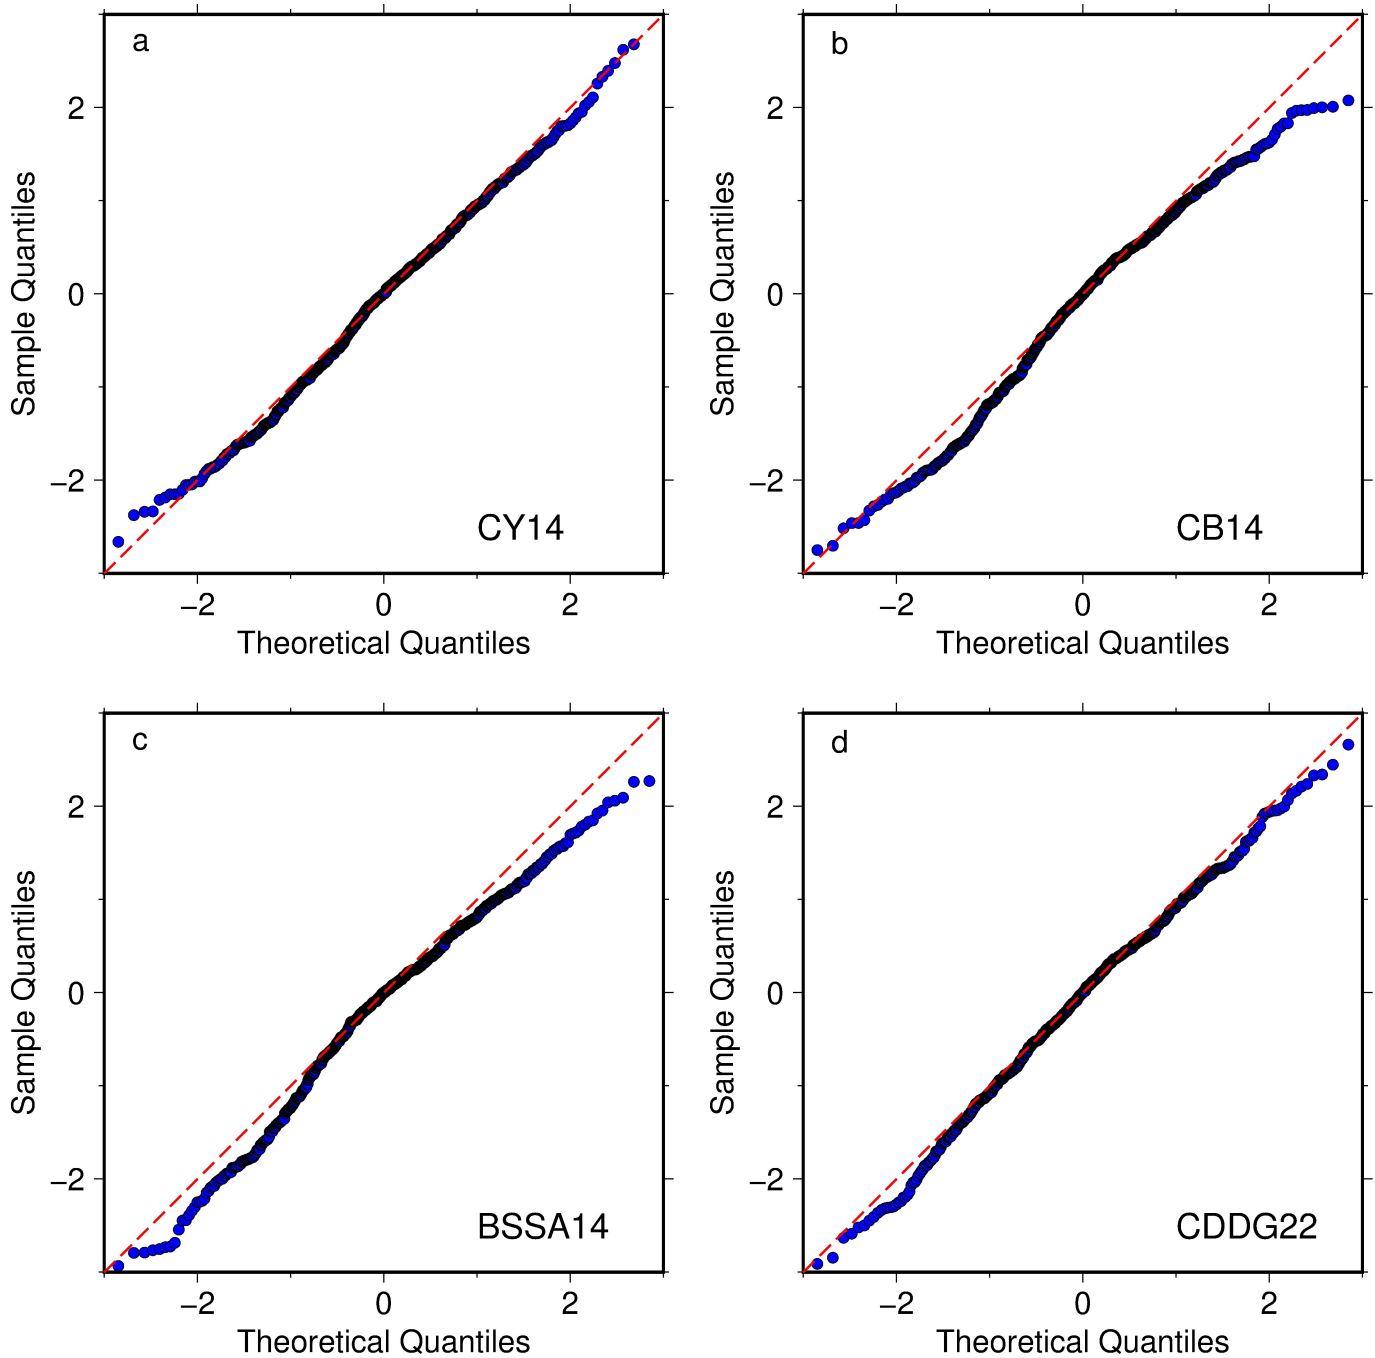 a
2
0
−2
Sample Quantiles
CY14
−2 0 2
Theoretical Quantiles
b
2
0
−2
Sample Quantiles
CB14
−2 0 2
Theoretical Quantiles
c
2
0
−2
Sample Quantiles
BSSA14
−2 0 2
Theoretical Quantiles
d
2
0
−2
Sample Quantiles
CDDG22
−2 0 2
Theoretical Quantiles